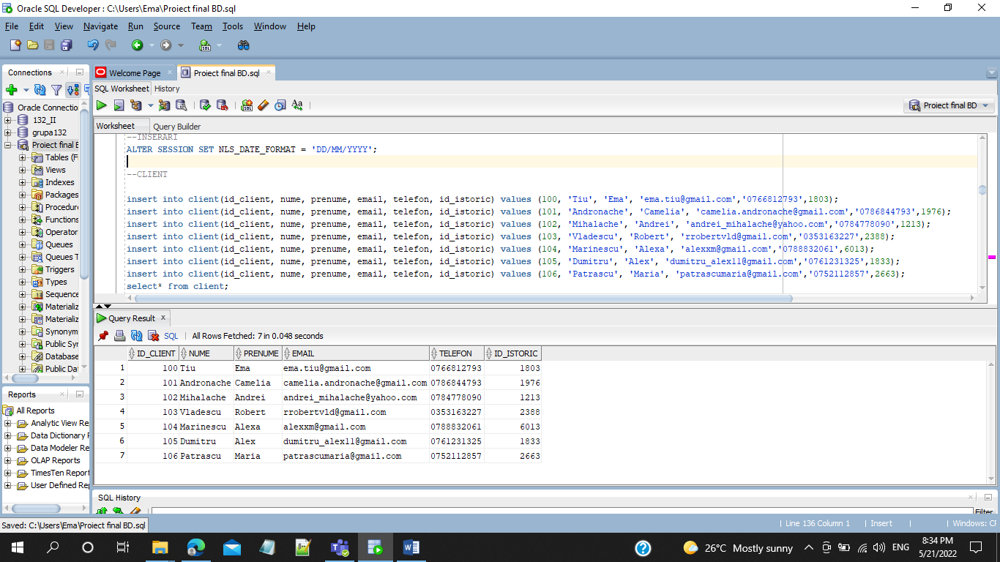 Oracle SQL Developer : C:\Users\Ema\Proiect final BD.sql
File Edit View Navigate Run Source Team Tools Window Help
Connections
Welcome Page
Proiect final BD.sql
SQL Worksheet History
Proiect final BD
Worksheet Query Builder
Oracle Connectio
132_II
grupa132
Proiect final B
Tables (F
Views
Indexes
Packages
Procedur
Functions
Operator
Queues
Queues T
Triggers
Types
Sequence
Materializ
Materializ
Synonym
Public Syr
Database
Public Dat
--INSERARI
ALTER SESSION SET NLS_DATE_FORMAT = 'DD/MM/YYYY';
--CLIENT
insert into client(id_client, nume, prenume, email, telefon, id_istoric) values (100, 'Tiu', 'Ema', 'ema.tiu@gmail.com','0766812793',1803);
insert into client(id_client, nume, prenume, email, telefon, id_istoric) values (101, 'Andronache', 'Camelia', 'camelia.andronache@gmail.com','0786844793',1976);
insert into client(id_client, nume, prenume, email, telefon, id_istoric) values (102, 'Mihalache', 'Andrei', 'andrei_mihalache@yahoo.com','0784778090',1213);
insert into client(id_client, nume, prenume, email, telefon, id_istoric) values (103, 'Vladescu', 'Robert', 'rrobertvld@gmail.com','0353163227',2388);
insert into client(id_client, nume, prenume, email, telefon, id_istoric) values (104, 'Marinescu', 'Alexa', 'alexxm@gmail.com','0788832061',6013);
insert into client(id_client, nume, prenume, email, telefon, id_istoric) values (105, 'Dumitru', 'Alex', 'dumitru_alex11@gmail.com','0761231325',1833);
insert into client(id_client, nume, prenume, email, telefon, id_istoric) values (106, 'Patrascu', 'Maria', 'patrascumaria@gmail.com','0752112857',2663);
select* from client;
Query Result
SQL All Rows Fetched: 7 in 0.048 seconds
ID_CLIENT NUME PRENUME EMAIL TELEFON ID_ISTORIC
1 100 Tiu Ema ema.tiu@gmail.com 0766812793 1803
2 101 Andronache Camelia camelia.andronache@gmail.com 0786844793 1976
3 102 Mihalache Andrei andrei_mihalache@yahoo.com 0784778090 1213
4 103 Vladescu Robert rrobertvld@gmail.com 0353163227 2388
5 104 Marinescu Alexa alexxm@gmail.com 0788832061 6013
6 105 Dumitru Alex dumitru_alex11@gmail.com 0761231325 1833
7 106 Patrascu Maria patrascumaria@gmail.com 0752112857 2663
Reports
All Reports
Analytic View Re
Data Dictionary F
Data Modeler Re
OLAP Reports
TimesTen Report
User Defined Rep
SQL History
Filter
Saved: C:\Users\Ema\Proiect final BD.sql
Line 136 Column 1 Insert Windows: CF
26°C Mostly sunny ENG 8:34 PM
5/21/2022